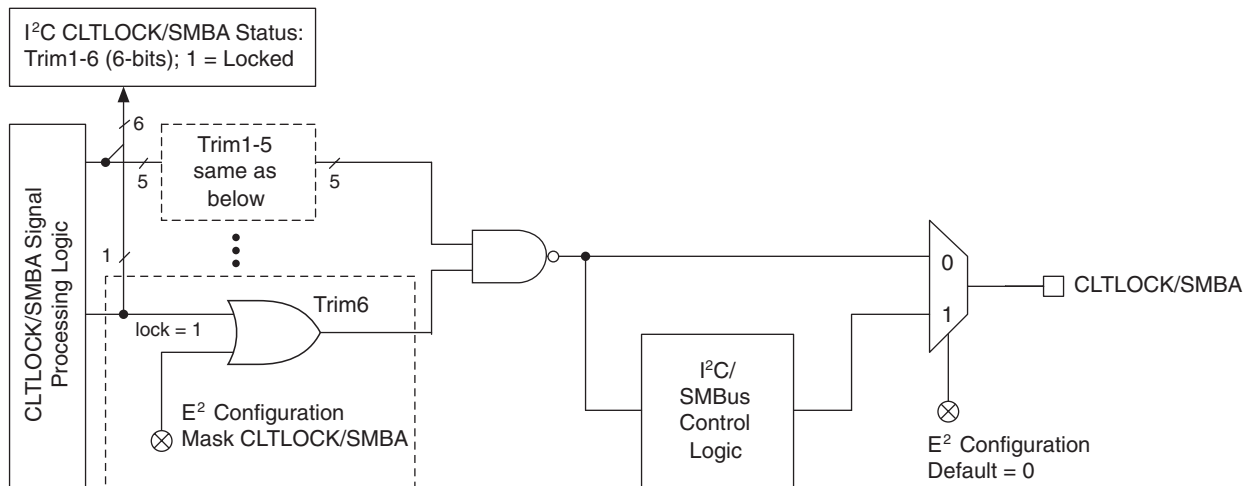 I²C CLTLOCK/SMBA Status:
Trim1-6 (6-bits); 1 = Locked
6
CLTLOCK/SMBA Signal
Processing Logic
5
Trim1-5
same as
below
5
1
Trim6
lock = 1
E² Configuration
Mask CLTLOCK/SMBA
I²C/
SMBus
Control
Logic
0
1
CLTLOCK/SMBA
E² Configuration
Default = 0